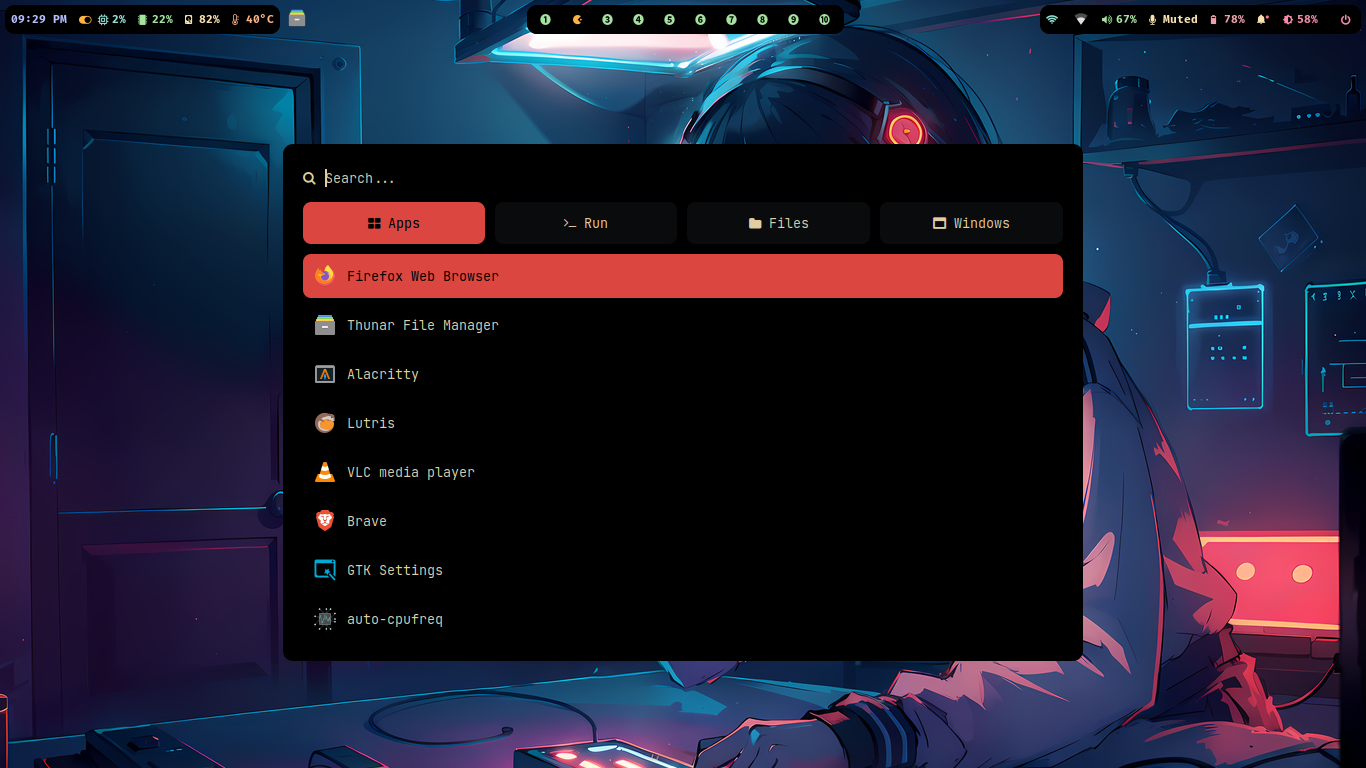 09:29 PM 2% 22% 82% 40°C
1 3 4 5 6 7 8 9 10
67% Muted 78% 58%
Search...
Apps Run Files Windows
Firefox Web Browser
Thunar File Manager
Alacritty
Lutris
VLC media player
Brave
GTK Settings
auto-cpufreq